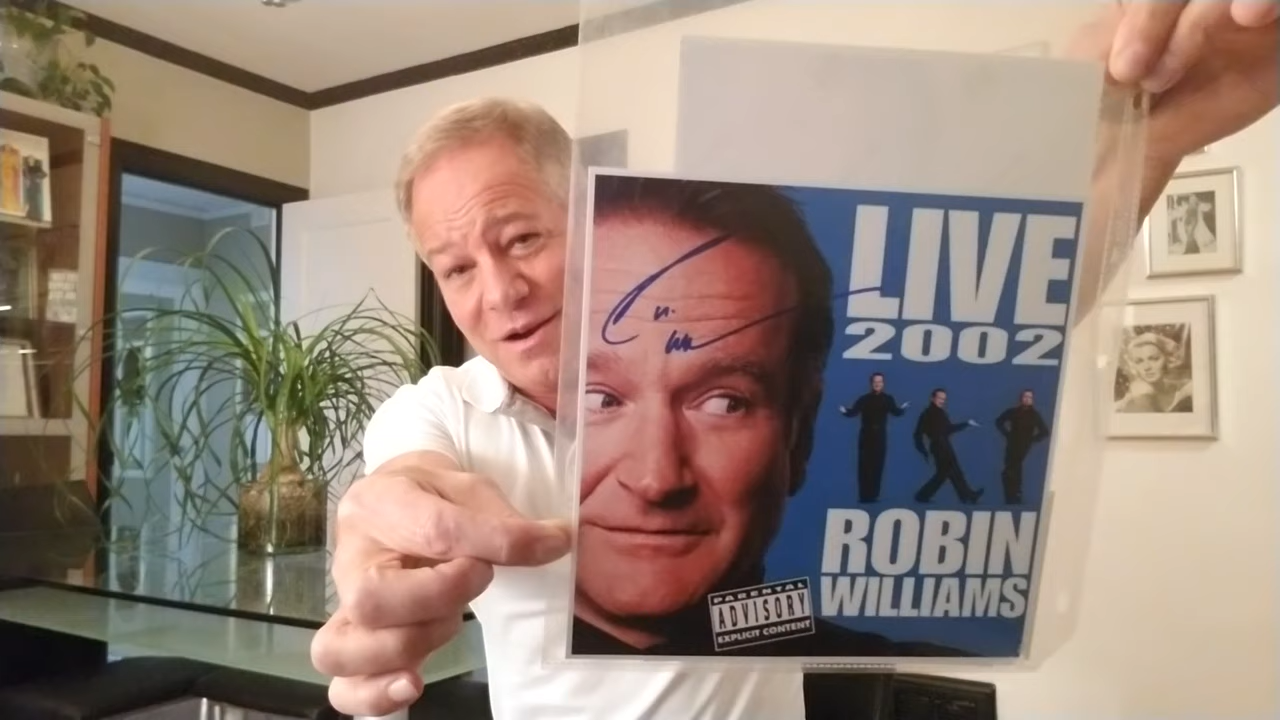 LIVE
2002
ROBIN
WILLIAMS
PARENTAL
ADVISORY
EXPLICIT CONTENT